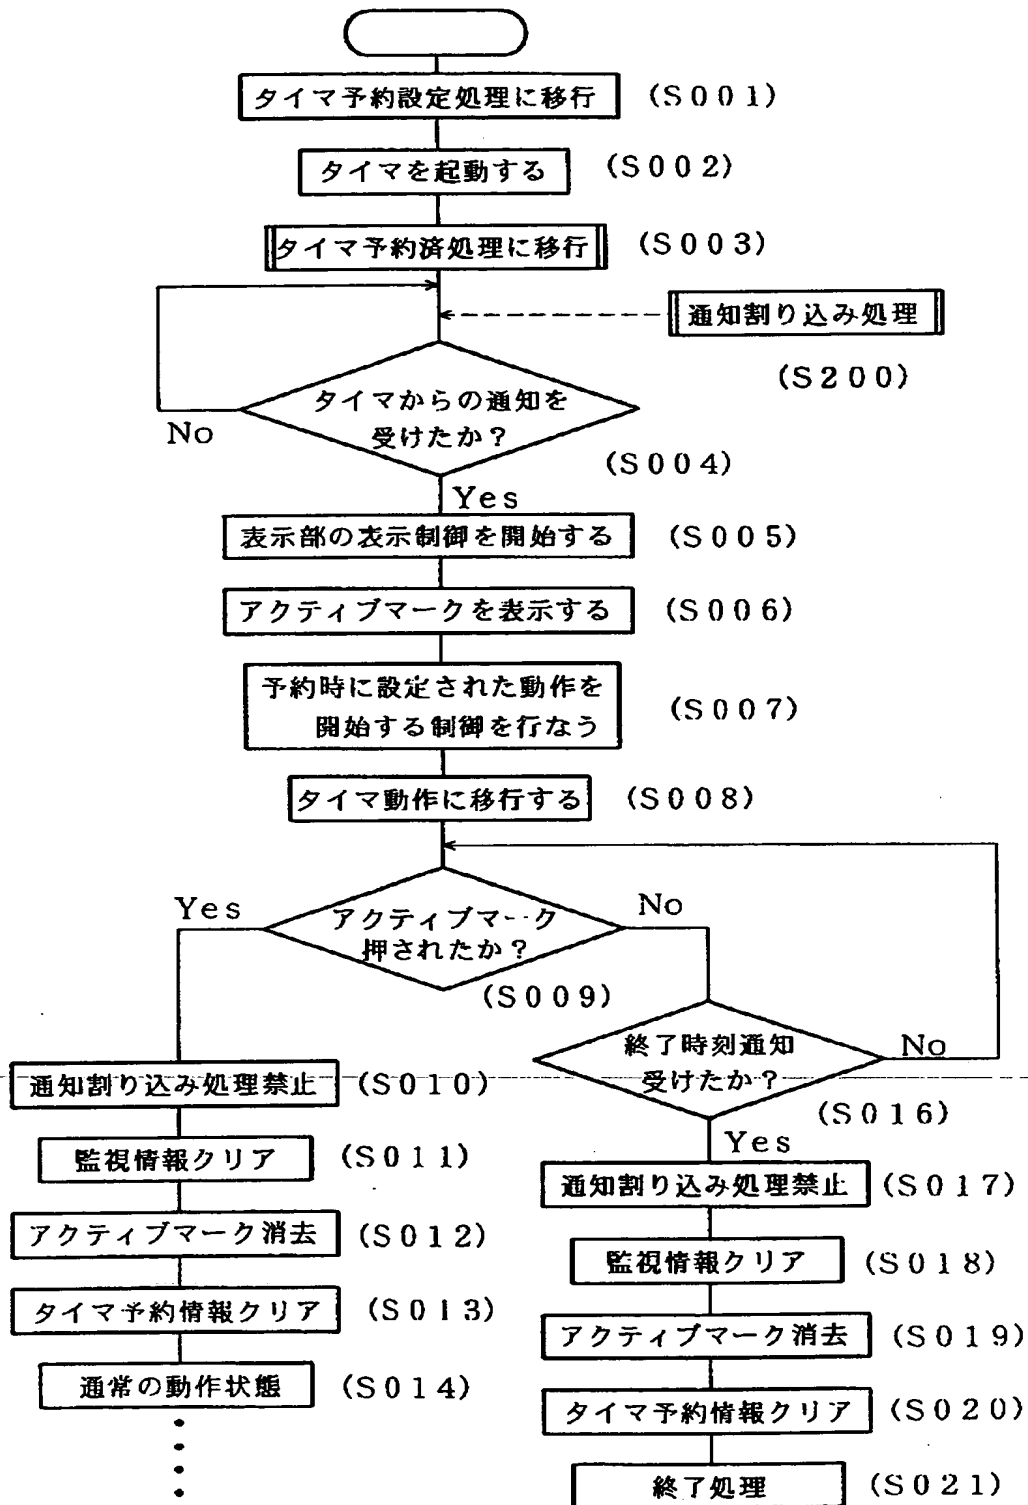 タイマ予約設定処理に移行 (S001)
タイマを起動する (S002)
タイマ予約済処理に移行 (S003)
通知割り込み処理
(S200)
タイマからの通知を
受けたか?
No
(S004)
Yes
表示部の表示制御を開始する (S005)
アクティブマークを表示する (S006)
予約時に設定された動作を
開始する制御を行なう
(S007)
タイマ動作に移行する (S008)
Yes
アクティブマーク
押されたか?
No
(S009)
終了時刻通知
受けたか?
No
(S016)
Yes
通知割り込み処理禁止 (S010)
監視情報クリア (S011)
アクティブマーク消去 (S012)
タイマ予約情報クリア (S013)
通常の動作状態 (S014)
通知割り込み処理禁止 (S017)
監視情報クリア (S018)
アクティブマーク消去 (S019)
タイマ予約情報クリア (S020)
終了処理 (S021)